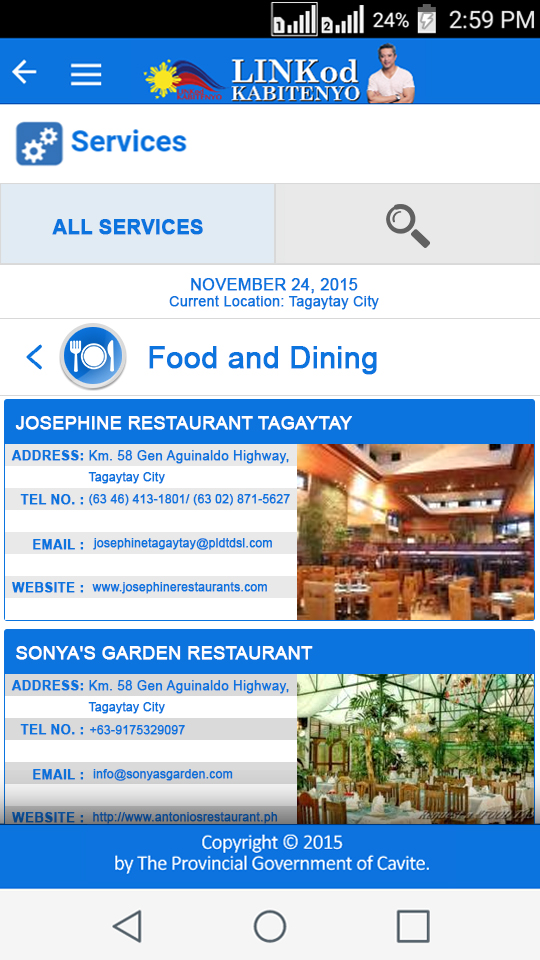 1 2 24% 2:59 PM
LINKod
KABITENYO
Services
ALL SERVICES
NOVEMBER 24, 2015
Current Location: Tagaytay City
Food and Dining
JOSEPHINE RESTAURANT TAGAYTAY
ADDRESS: Km. 58 Gen Aguinaldo Highway,
Tagaytay City
TEL NO. : (63 46) 413-1801/ (63 02) 871-5627
EMAIL : josephinetagaytay@pldtdsl.com
WEBSITE : www.josephinerestaurants.com
SONYA'S GARDEN RESTAURANT
ADDRESS: Km. 58 Gen Aguinaldo Highway,
Tagaytay City
TEL NO. : +63-9175329097
EMAIL : info@sonyasgarden.com
WEBSITE : http://www.antoniosrestaurant.ph
Copyright © 2015
by The Provincial Government of Cavite.